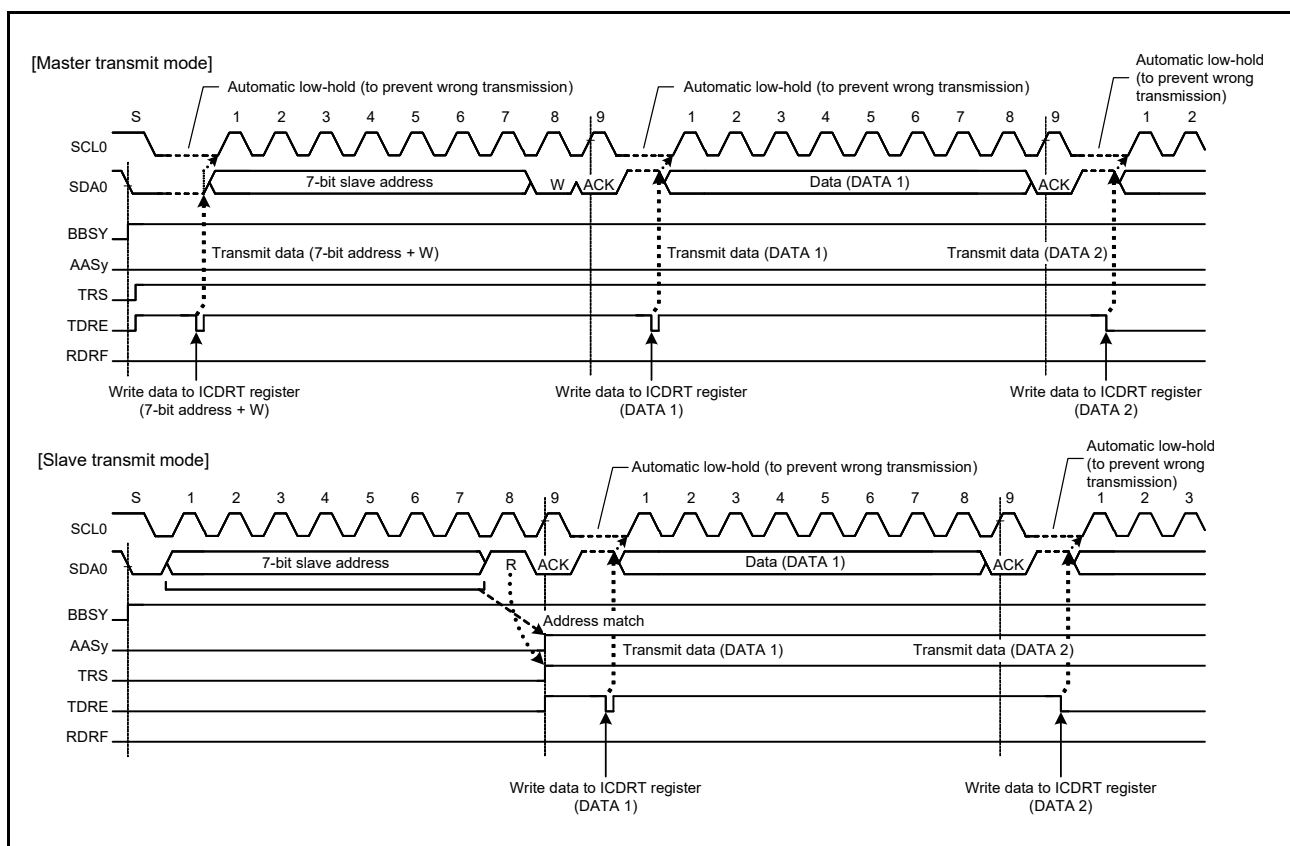 [Master transmit mode]
Automatic low-hold (to prevent wrong transmission)
Automatic low-hold (to prevent wrong transmission)
Automatic low-hold
(to prevent wrong
transmission)
S 1 2 3 4 5 6 7 8 9 1 2 3 4 5 6 7 8 9 1 2
SCL0
SDA0 7-bit slave address W ACK Data (DATA 1) ACK
BBSY
Transmit data (7-bit address + W) Transmit data (DATA 1) Transmit data (DATA 2)
AASy
TRS
TDRE
RDRF
Write data to ICDRT register
(7-bit address + W)
Write data to ICDRT register
(DATA 1)
Write data to ICDRT register
(DATA 2)
[Slave transmit mode]
Automatic low-hold (to prevent wrong transmission)
Automatic low-hold
(to prevent wrong
transmission)
S 1 2 3 4 5 6 7 8 9 1 2 3 4 5 6 7 8 9 1 2 3
SCL0
SDA0 7-bit slave address R ACK Data (DATA 1) ACK
BBSY
Address match
AASy
Transmit data (DATA 1) Transmit data (DATA 2)
TRS
TDRE
RDRF
Write data to ICDRT register
(DATA 1)
Write data to ICDRT register
(DATA 2)